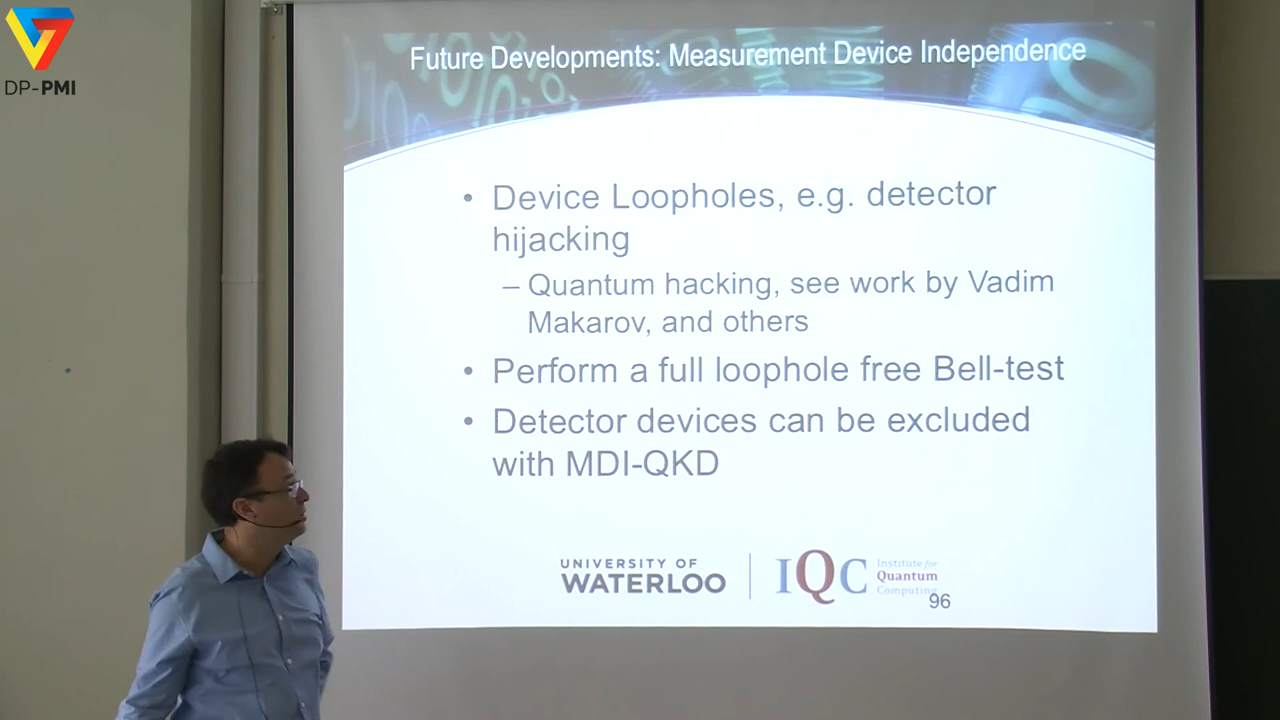 DP-PMI
Future Developments: Measurement Device Independence
• Device Loopholes, e.g. detector
hijacking
– Quantum hacking, see work by Vadim
Makarov, and others
• Perform a full loophole free Bell-test
• Detector devices can be excluded
with MDI-QKD
UNIVERSITY OF
WATERLOO
IQC
Institute for
Quantum
Computing
96